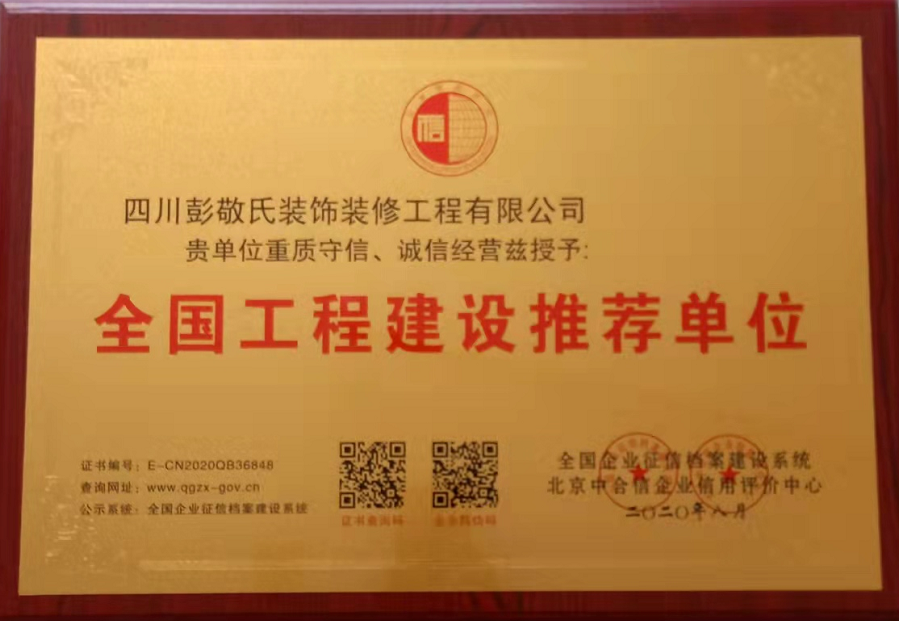 信
四川彭敬氏装饰装修工程有限公司
贵单位重质守信、诚信经营兹授予:
全国工程建设推荐单位
证书编号：E-CN2020QB36848
查询网址：www.qgzx-gov.cn
公示系统：全国企业征信档案建设系统
证书查询码
全国企业征信档案建设系统
北京中合信企业信用评价中心
二〇二〇年八月